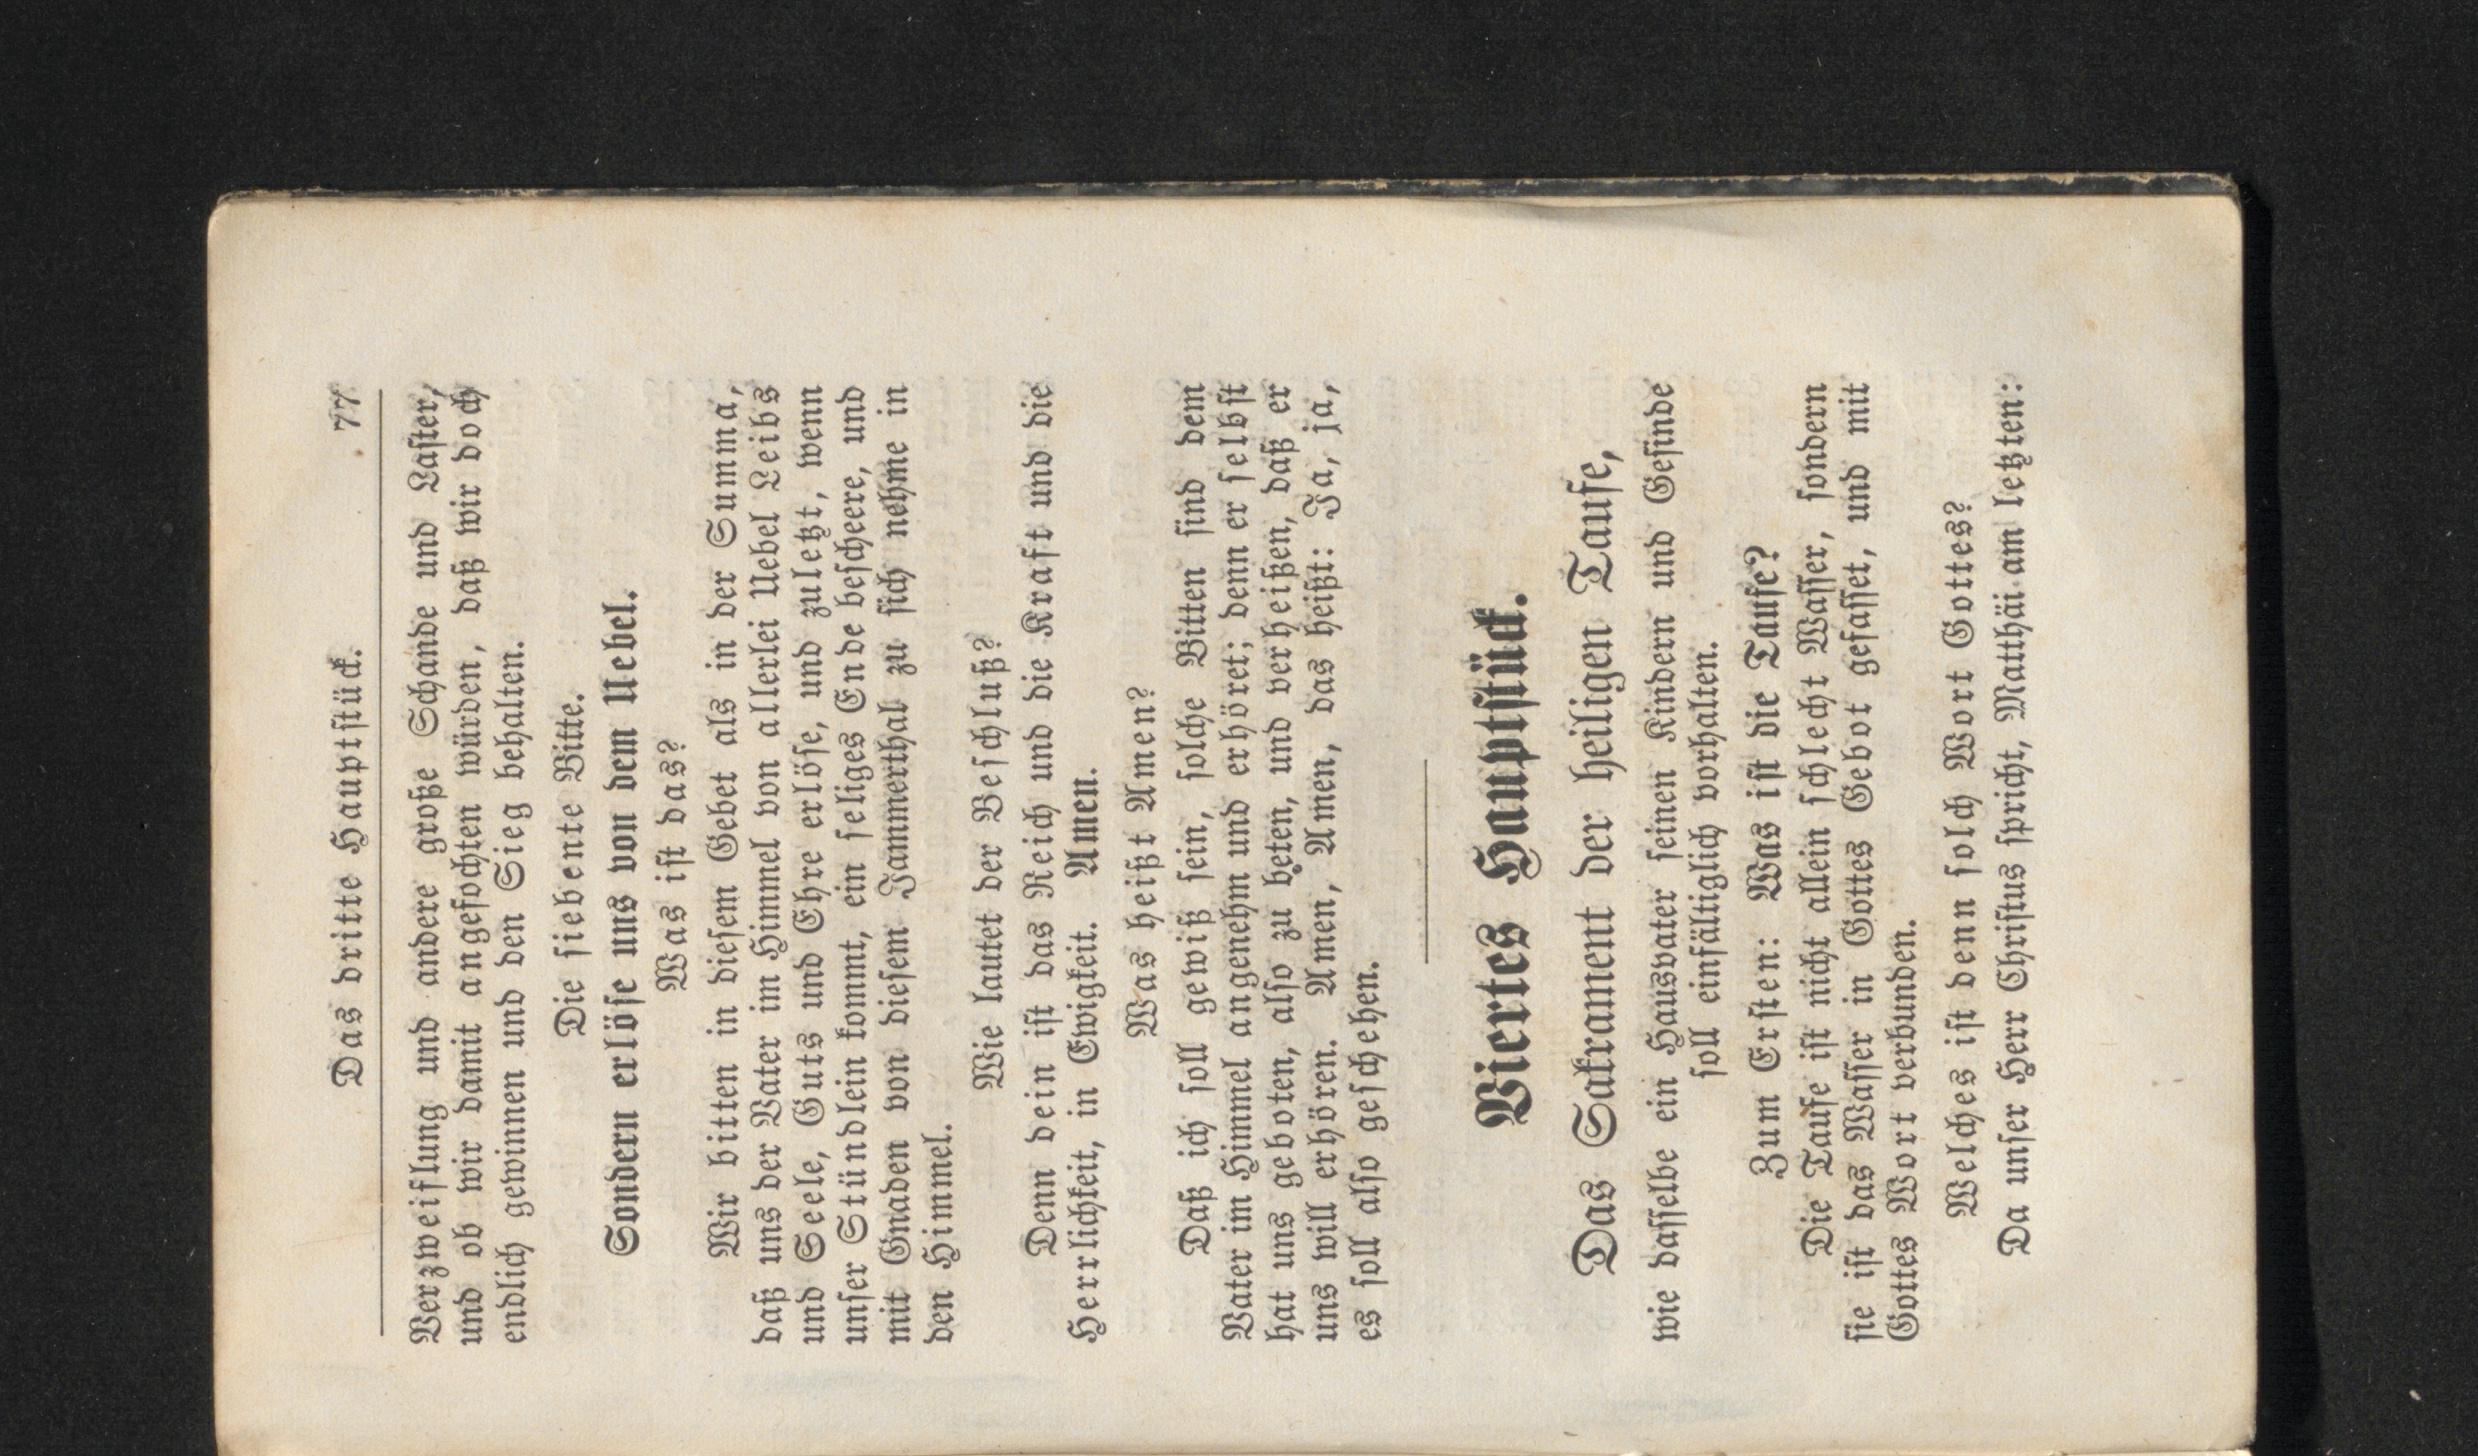 Das dritte Hauptstück. 77
Verzweiflung und andere große Schande und Laster,
und ob wir damit angefochten würden, daß wir doch
endlich gewinnen und den Sieg behalten.
Die siebente Bitte.
Sondern erlöse uns von dem Uebel.
Was ist das?
Wir bitten in diesem Gebet als in der Summa,
daß uns der Vater im Himmel von allerlei Uebel Leibs
und Seele, Guts und Ehre erlöse, und zuletzt, wenn
unser Stündlein kommt, ein seliges Ende beschere, und
mit Gnaden von diesem Jammerthal zu sich nehme in
den Himmel.
Wie lautet der Beschluß?
Denn dein ist das Reich und die Kraft und die
Herrlichkeit, in Ewigkeit. Amen.
Was heißt Amen?
Daß ich soll gewiß sein, solche Bitten sind dem
Vater im Himmel angenehm und erhöret; denn er selbst
hat uns geboten, also zu beten, und verheißen, daß er
uns will erhören. Amen, Amen, das heißt: Ja, ja,
es soll also geschehen.
Viertes Hauptstück.
Das Sakrament der heiligen Taufe,
wie dasselbe ein Hausvater seinen Kindern und Gesinde
soll einfältiglich vorhalten.
Zum Ersten: Was ist die Taufe?
Die Taufe ist nicht allein schlecht Wasser, sondern
sie ist das Wasser in Gottes Gebot gefasset, und mit
Gottes Wort verbunden.
Welches ist denn solch Wort Gottes?
Da unser Herr Christus spricht, Matthäi am letzten: